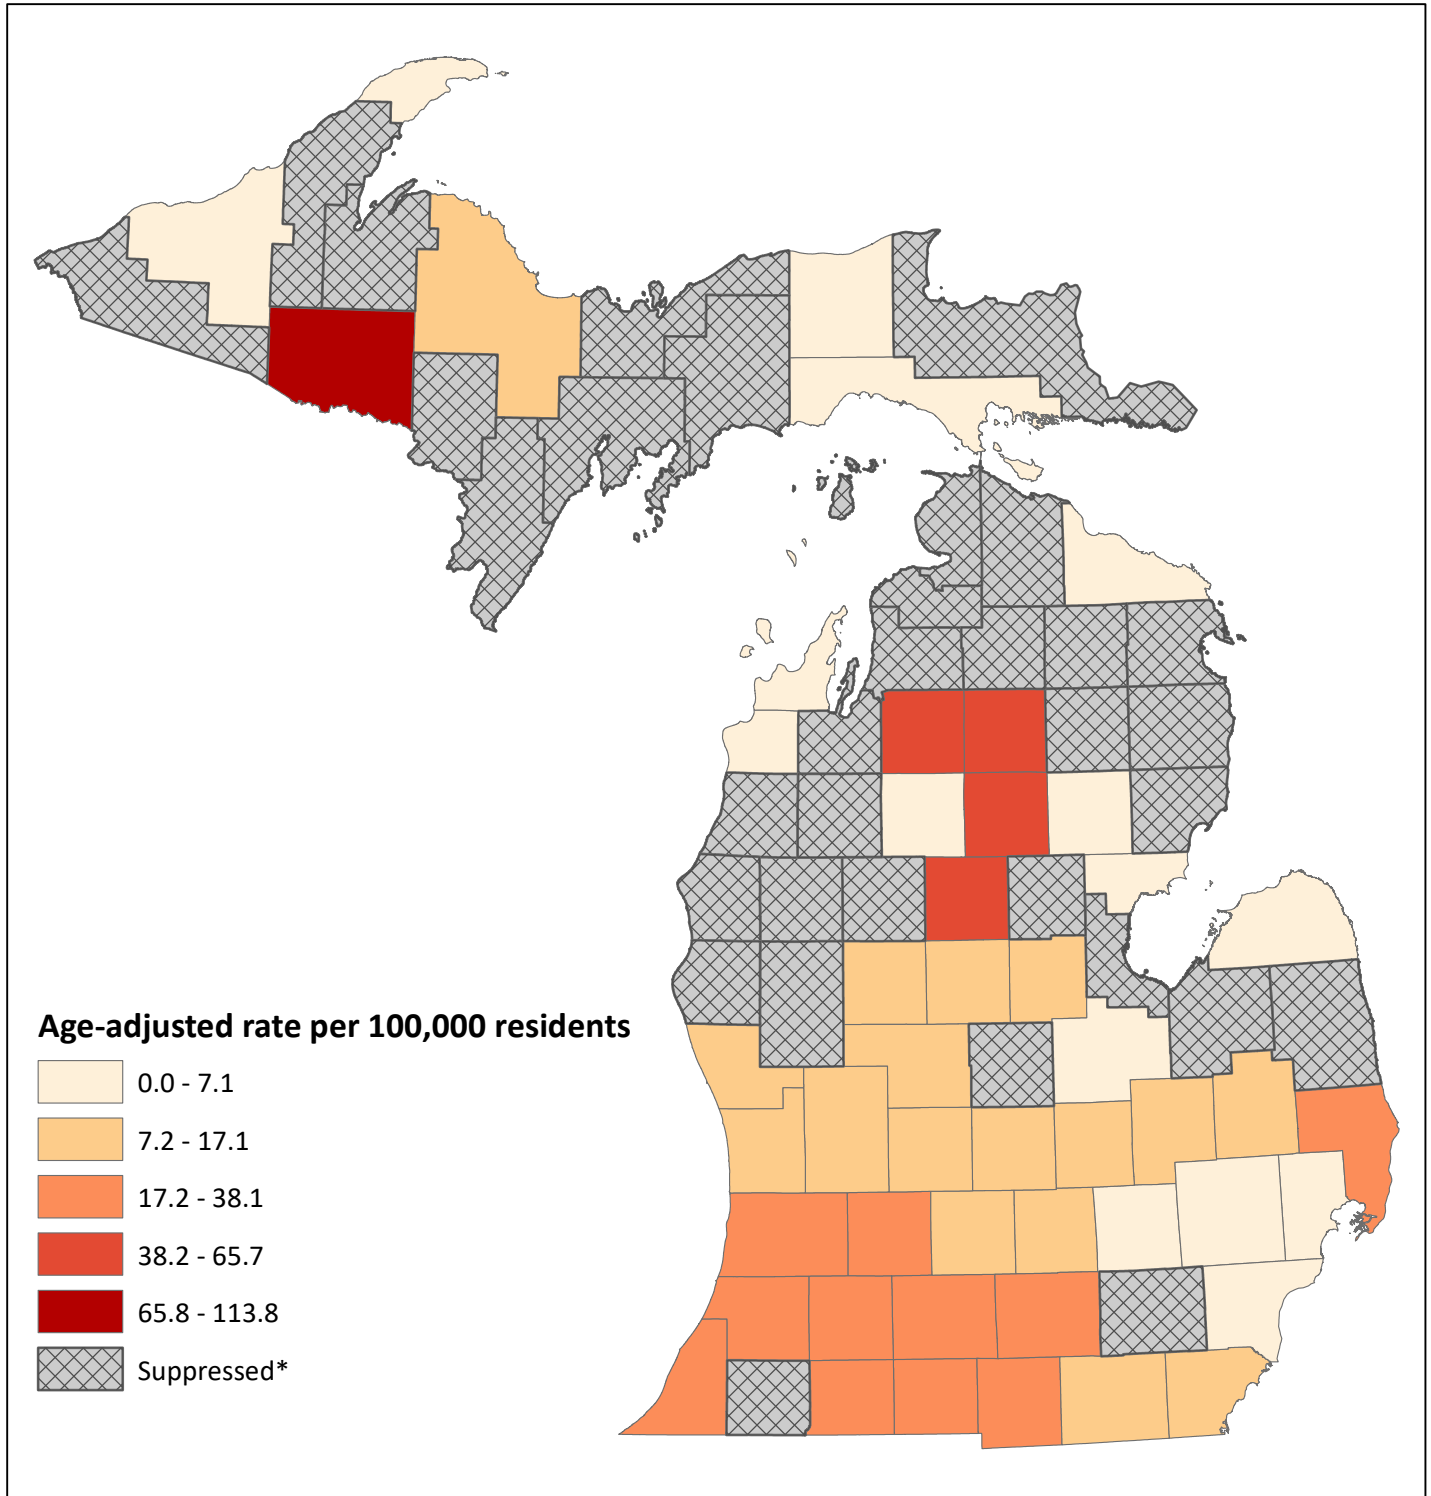 Age-adjusted rate per 100,000 residents
0.0 - 7.1
7.2 - 17.1
17.2 - 38.1
38.2 - 65.7
65.8 - 113.8
Suppressed*